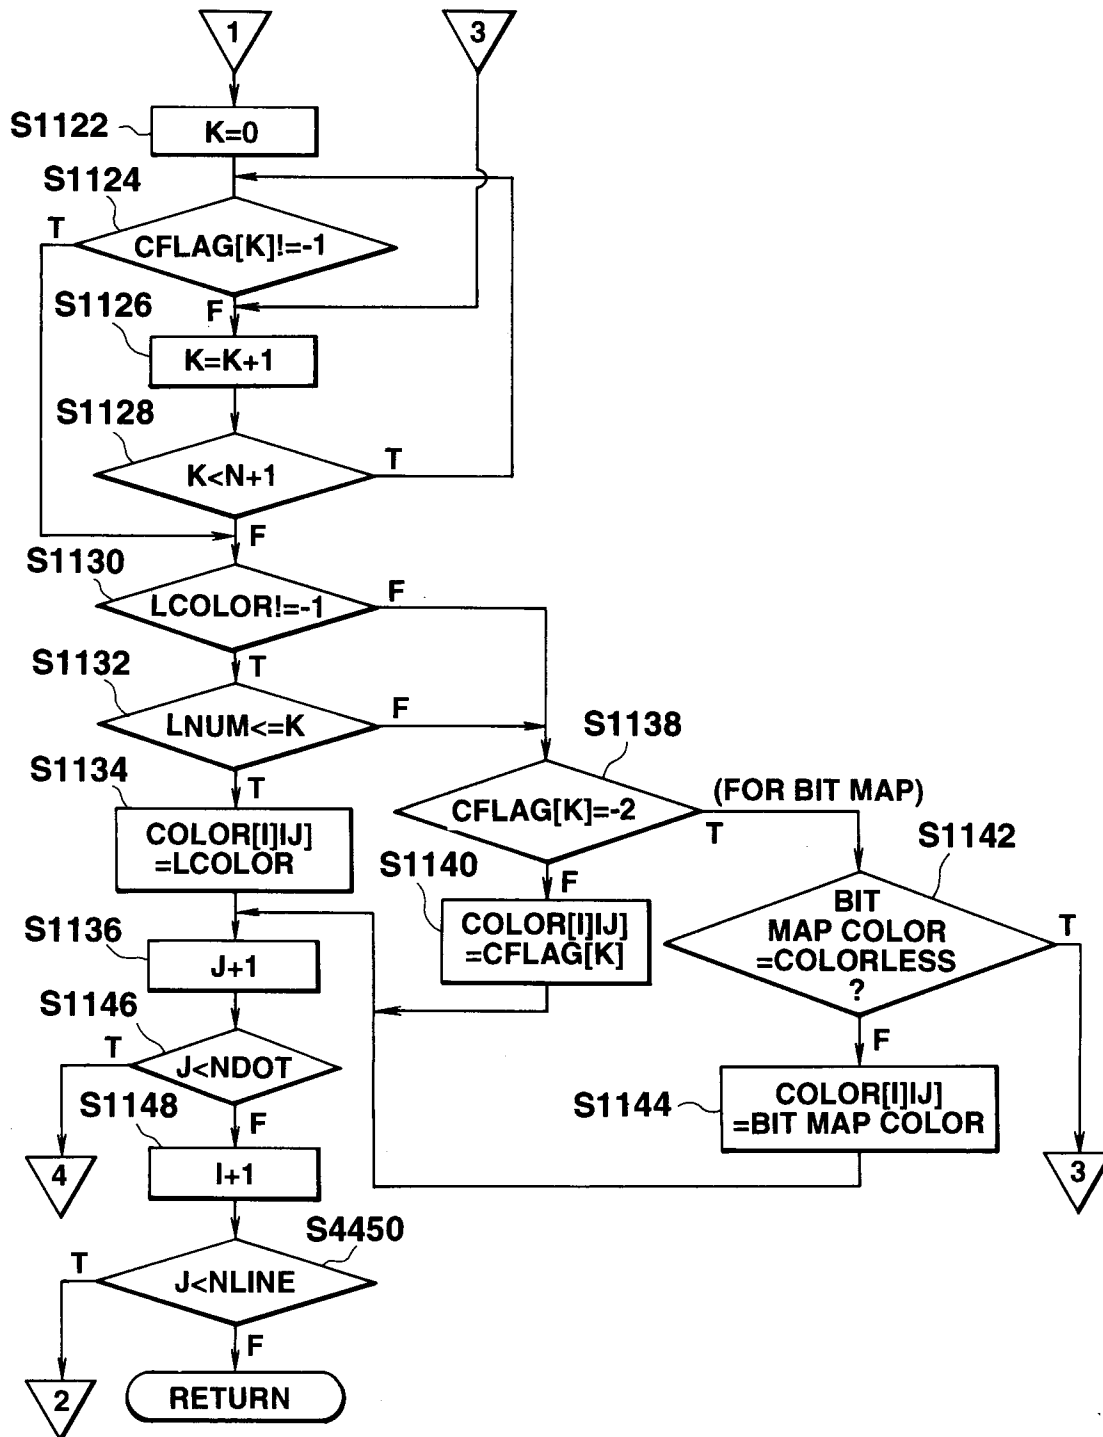 1
3
S1122
K=0
S1124
T
CFLAG[K]!=-1
F
S1126
K=K+1
S1128
K<N+1
T
F
S1130
LCOLOR!=-1
F
T
S1132
LNUM<=K
F
T
S1138
CFLAG[K]=-2
(FOR BIT MAP)
T
F
S1134
COLOR[I]IJ]
=LCOLOR
S1140
COLOR[I]IJ]
=CFLAG[K]
S1142
BIT
MAP COLOR
=COLORLESS
?
T
F
S1136
J+1
S1146
T
J<NDOT
F
S1144
COLOR[I]IJ]
=BIT MAP COLOR
S1148
I+1
4
3
S4450
T
J<NLINE
F
2
RETURN